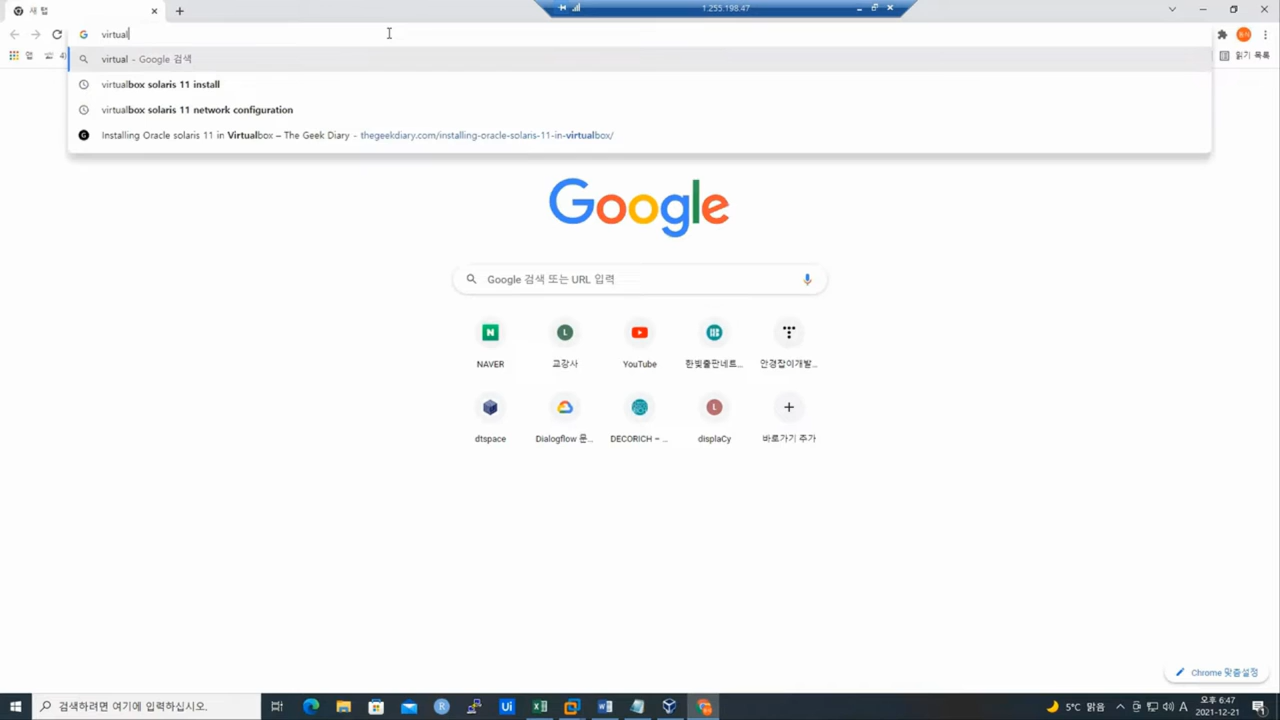 새 탭
1.255.198.47
virtual
virtual - Google 검색
virtualbox solaris 11 install
virtualbox solaris 11 network configuration
Installing Oracle solaris 11 in Virtualbox – The Geek Diary - thegeekdiary.com/installing-oracle-solaris-11-in-virtualbox/
앱
읽기 목록
Google
Google 검색 또는 URL 입력
NAVER
교강사
YouTube
한빛출판네트...
안경잡이개발...
dtspace
Dialogflow 문...
DECORICH – ...
displaCy
바로가기 추가
Chrome 맞춤설정
검색하려면 여기에 입력하십시오.
5°C 맑음
A
오후 6:47
2021-12-21